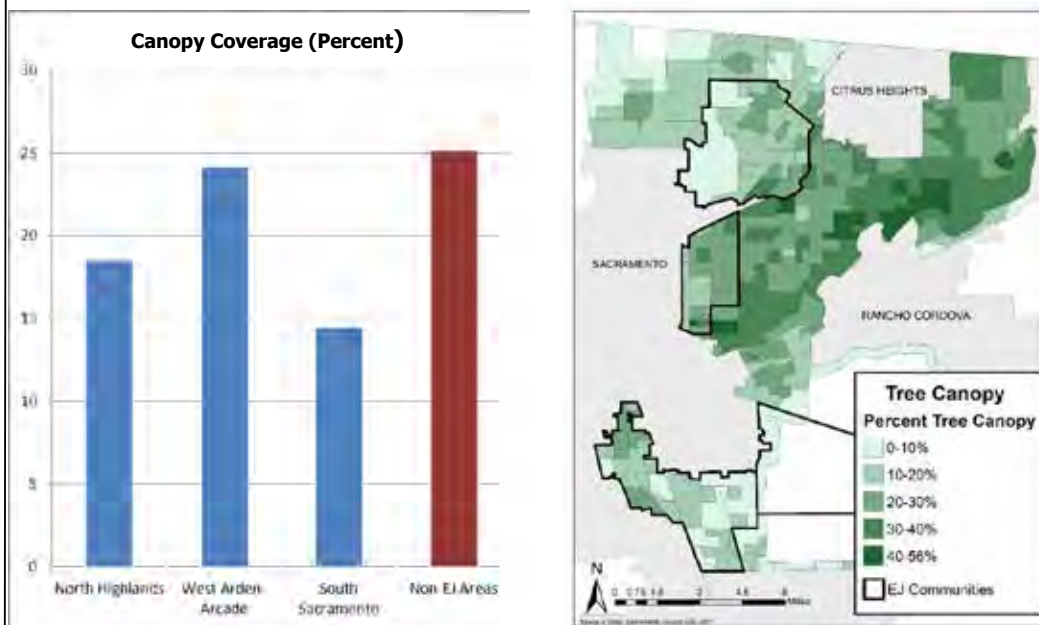 Canopy Coverage (Percent)
30
25
20
15
10
5
0
North Highlands
West Arden
Arcade
South
Sacramento
Non EJ Areas
CITRUS HEIGHTS
SACRAMENTO
RANCHO CORDOVA
Tree Canopy
Percent Tree Canopy
0-10%
10-20%
20-30%
30-40%
40-56%
EJ Communities
N
Miles